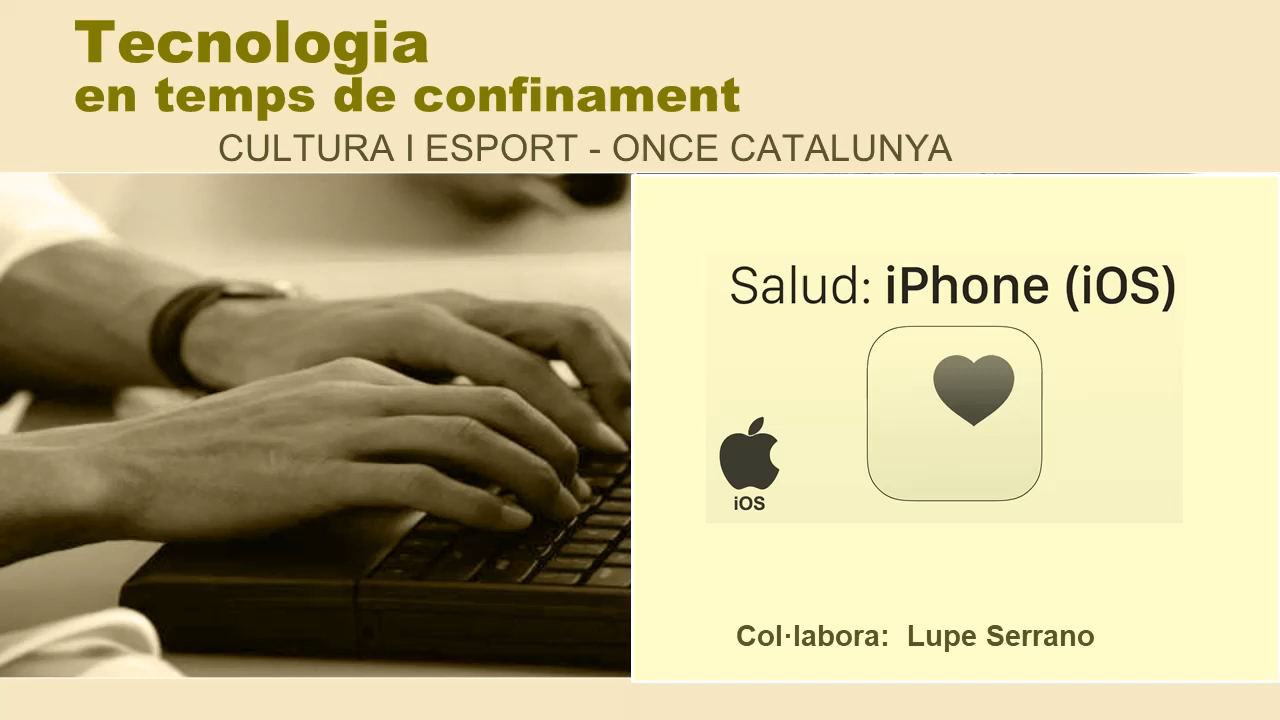 Tecnologia
en temps de confinament
CULTURA I ESPORT - ONCE CATALUNYA
Salud: iPhone (iOS)
iOS
Col·labora: Lupe Serrano